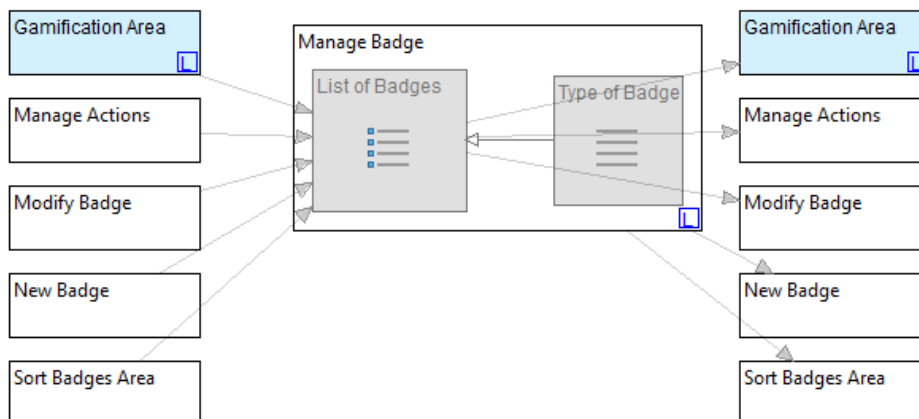 Gamification Area
L
Manage Actions
Modify Badge
New Badge
Sort Badges Area
Manage Badge
List of Badges
Type of Badge
L
Gamification Area
L
Manage Actions
Modify Badge
New Badge
Sort Badges Area